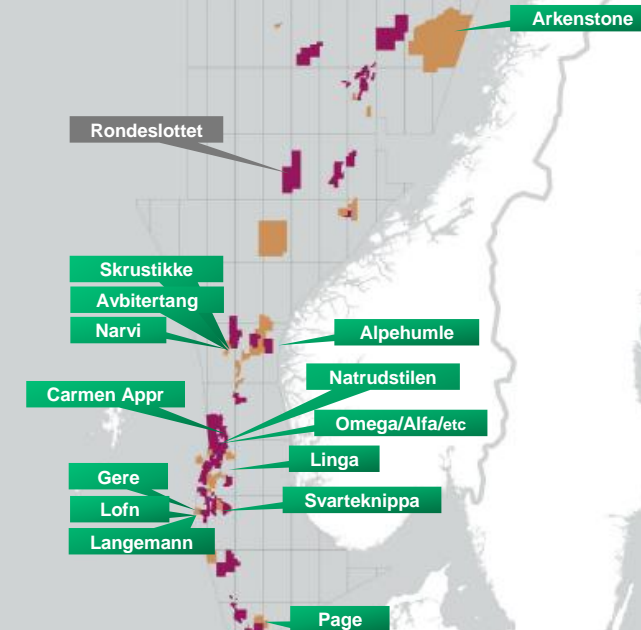 Arkenstone
Rondeslottet
Skrustikke
Avbitertang
Narvi
Alpehumle
Natrudstilen
Carmen Appr
Omega/Alfa/etc
Linga
Gere
Svarteknippa
Lofn
Langemann
Page